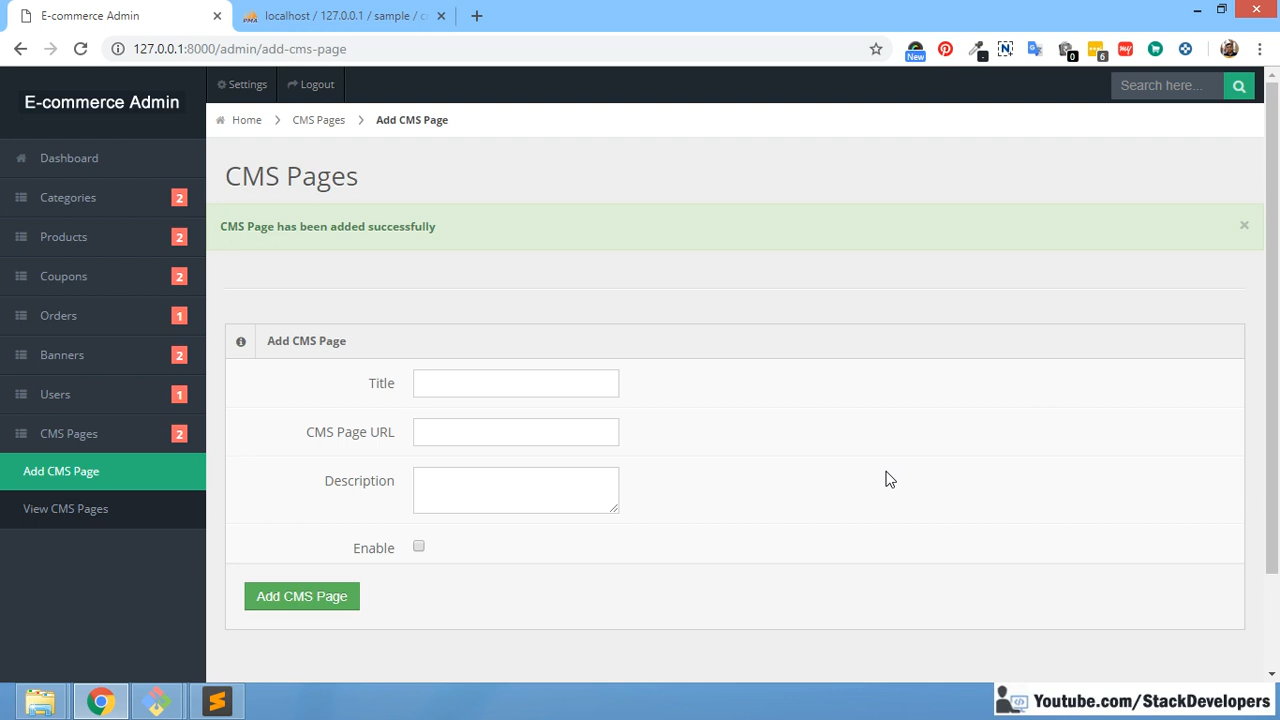 E-commerce Admin
localhost / 127.0.0.1 / sample / c
127.0.0.1:8000/admin/add-cms-page
New
0
6
E-commerce Admin
Settings
Logout
Search here...
Home
CMS Pages
Add CMS Page
Dashboard
CMS Pages
Categories 2
CMS Page has been added successfully
×
Products 2
Coupons 2
Orders 1
Add CMS Page
Banners 2
Title
Users 1
CMS Pages 2
CMS Page URL
Add CMS Page
Description
View CMS Pages
Enable
Add CMS Page
Youtube.com/StackDevelopers